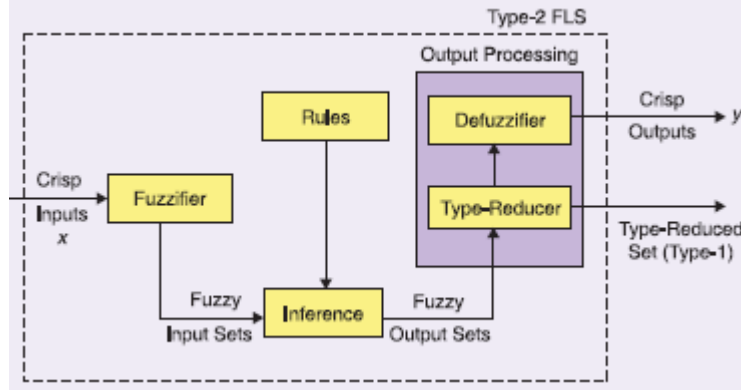 Type-2 FLS
Output Processing
Rules
Defuzzifier
Crisp
Outputs
y
Crisp
Inputs
x
Fuzzifier
Type-Reducer
Type-Reduced
Set (Type-1)
Fuzzy
Input Sets
Inference
Fuzzy
Output Sets